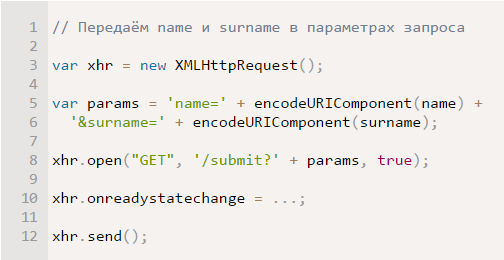 1 // Передаём name и surname в параметрах запроса
2
3 var xhr = new XMLHttpRequest();
4
5 var params = 'name=' + encodeURIComponent(name) +
6 '&surname=' + encodeURIComponent(surname);
7
8 xhr.open("GET", '/submit?' + params, true);
9
10 xhr.onreadystatechange = ...;
11
12 xhr.send();